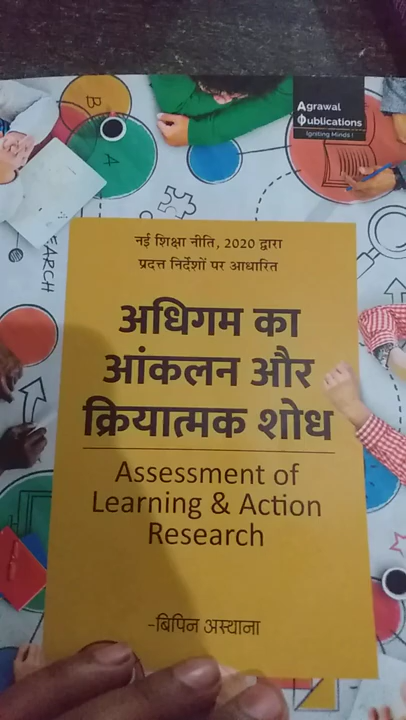 Agrawal
Publications
Igniting Minds !
B
A
EARCH
नई शिक्षा नीति, 2020 द्वारा
प्रदत्त निर्देशों पर आधारित
अधिगम का
आंकलन और
क्रियात्मक शोध
Assessment of
Learning & Action
Research
-बिपिन अस्थाना